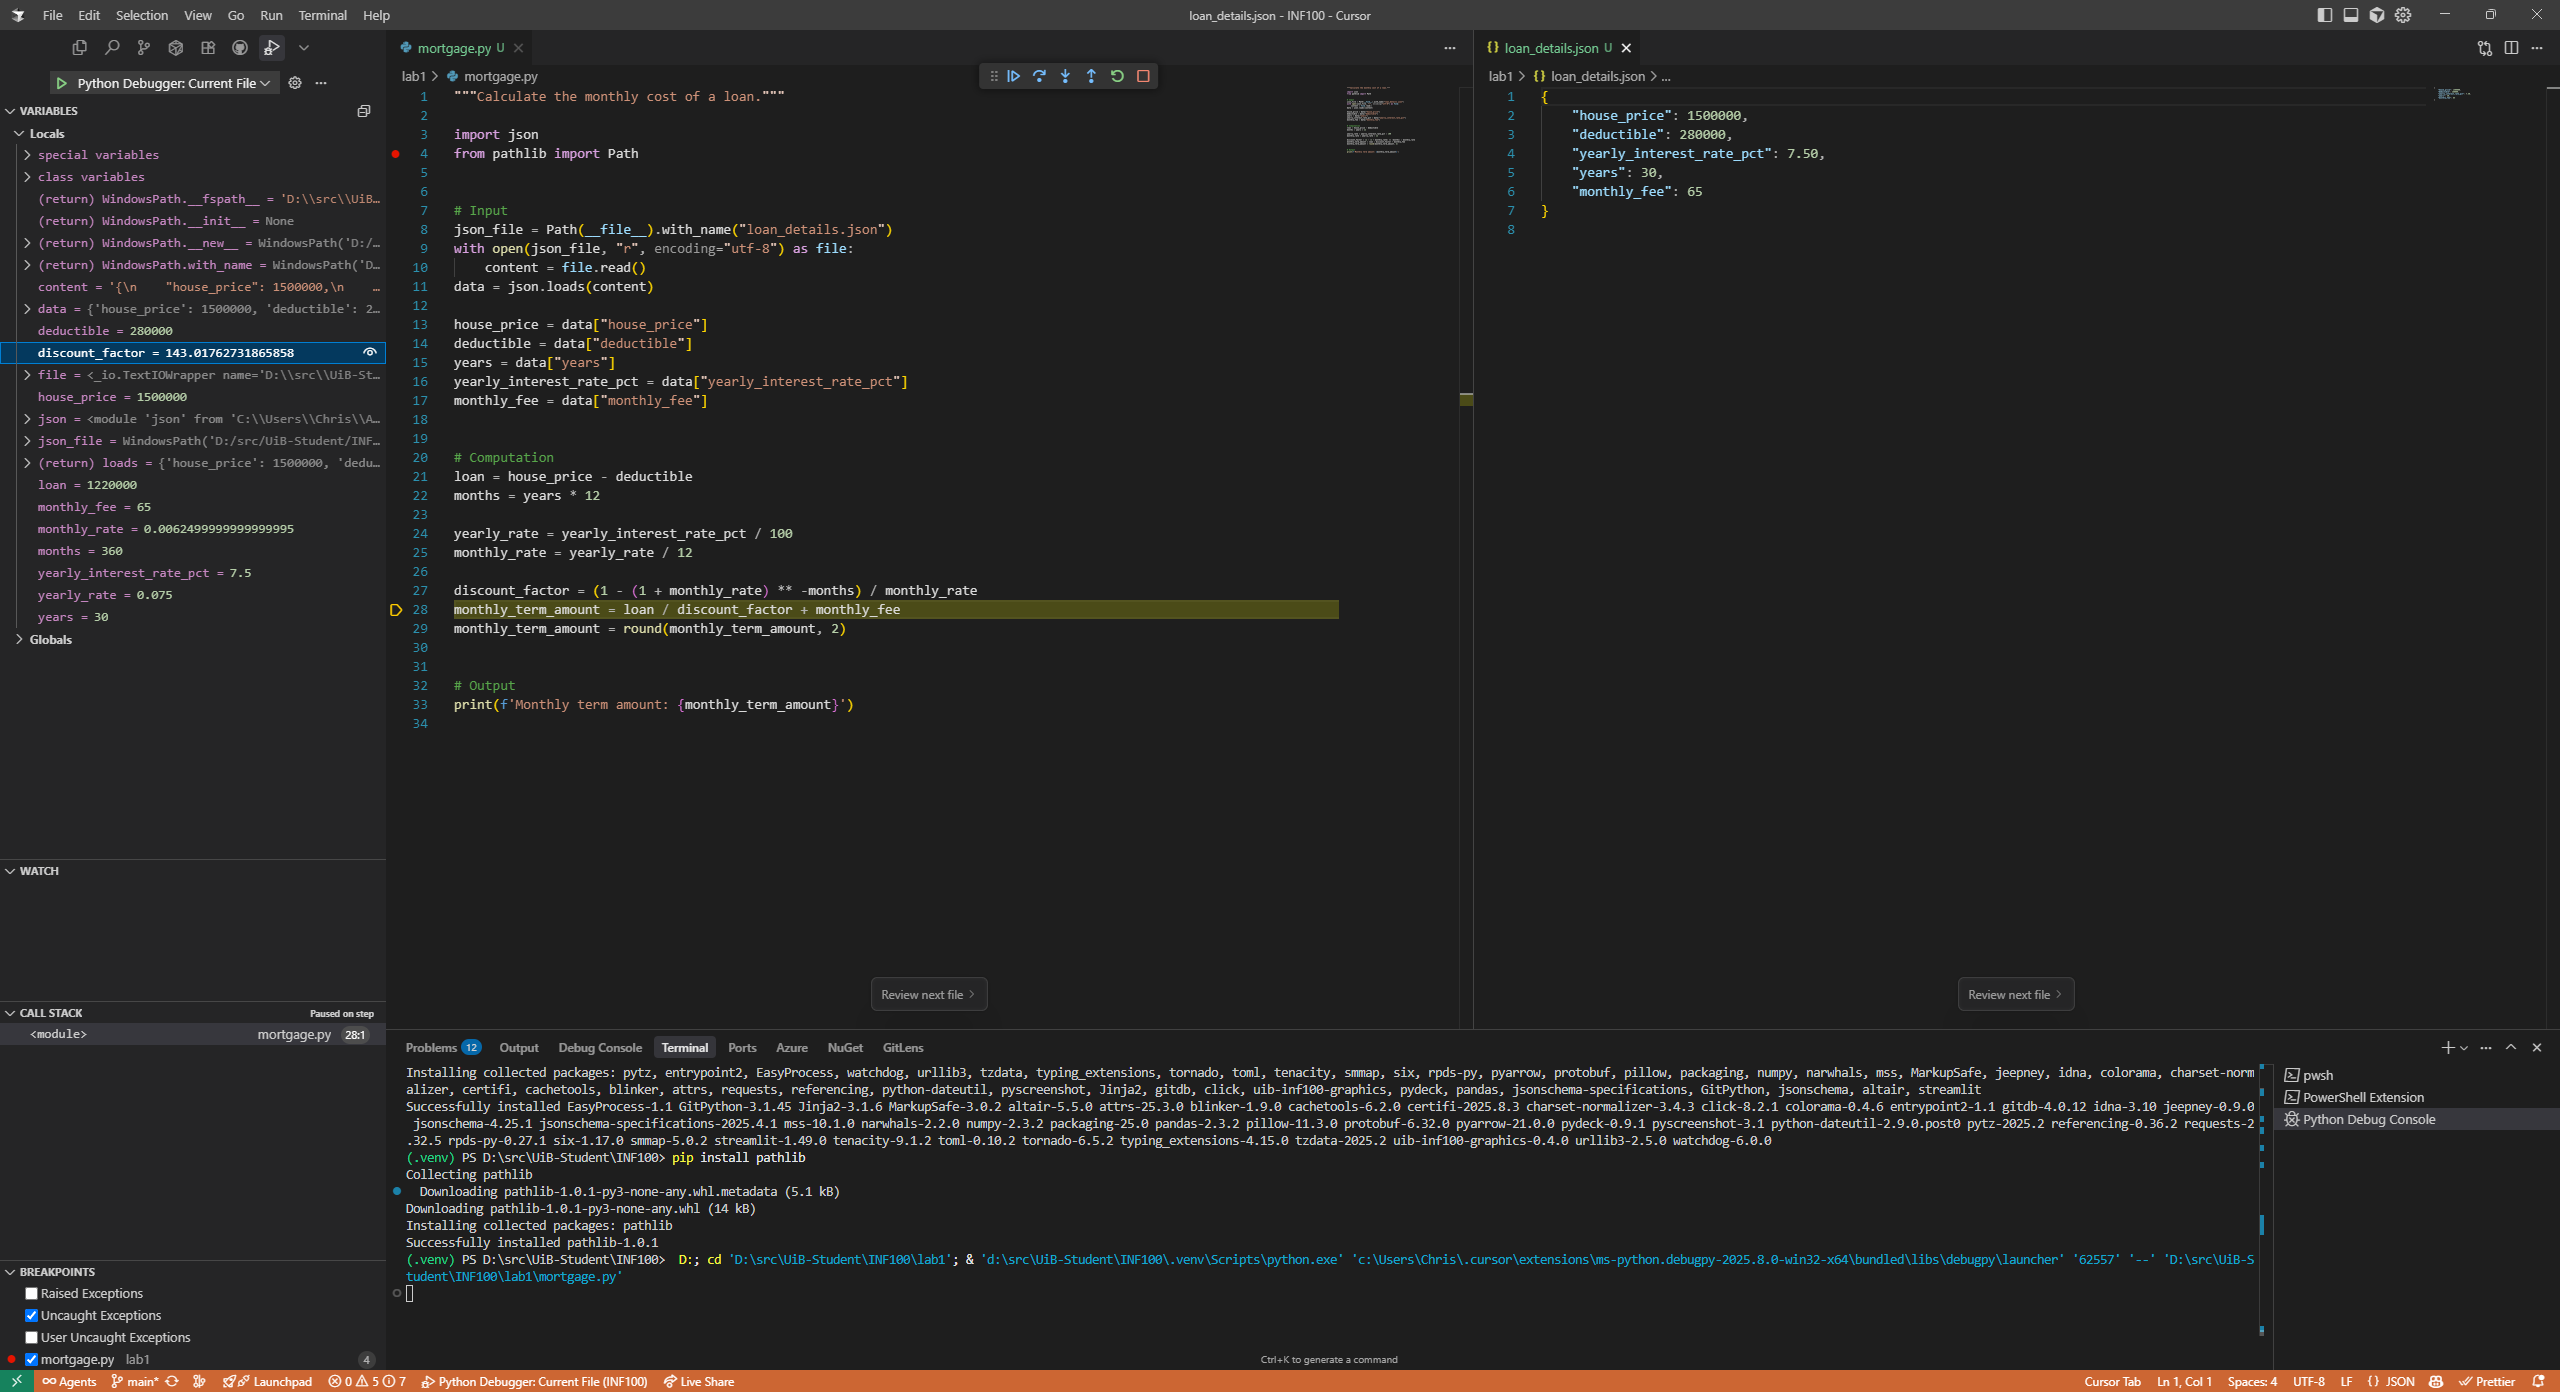 File Edit Selection View Go Run Terminal Help
loan_details.json - INF100 - Cursor
Python Debugger: Current File
VARIABLES
Locals
special variables
class variables
(return) WindowsPath.__fspath__ = 'D:\\src\\UiB…
(return) WindowsPath.__init__ = None
(return) WindowsPath.__new__ = WindowsPath('D:/…
(return) WindowsPath.with_name = WindowsPath('D…
content = '{\n    "house_price": 1500000,\n    …
data = {'house_price': 1500000, 'deductible': 2…
deductible = 280000
discount_factor = 143.01762731865858
file = <_io.TextIOWrapper name='D:\\src\\UiB-St…
house_price = 1500000
json = <module 'json' from 'C:\\Users\\Chris\\A…
json_file = WindowsPath('D:/src/UiB-Student/INF…
(return) loads = {'house_price': 1500000, 'dedu…
loan = 1220000
monthly_fee = 65
monthly_rate = 0.0062499999999999995
months = 360
yearly_interest_rate_pct = 7.5
yearly_rate = 0.075
years = 30
Globals
WATCH
CALL STACK Paused on step
<module> mortgage.py 28:1
BREAKPOINTS
Raised Exceptions
Uncaught Exceptions
User Uncaught Exceptions
mortgage.py lab1 4
mortgage.py U
lab1 > mortgage.py
1 """Calculate the monthly cost of a loan."""
2
3 import json
4 from pathlib import Path
5
6
7 # Input
8 json_file = Path(__file__).with_name("loan_details.json")
9 with open(json_file, "r", encoding="utf-8") as file:
10     content = file.read()
11 data = json.loads(content)
12
13 house_price = data["house_price"]
14 deductible = data["deductible"]
15 years = data["years"]
16 yearly_interest_rate_pct = data["yearly_interest_rate_pct"]
17 monthly_fee = data["monthly_fee"]
18
19
20 # Computation
21 loan = house_price - deductible
22 months = years * 12
23
24 yearly_rate = yearly_interest_rate_pct / 100
25 monthly_rate = yearly_rate / 12
26
27 discount_factor = (1 - (1 + monthly_rate) ** -months) / monthly_rate
28 monthly_term_amount = loan / discount_factor + monthly_fee
29 monthly_term_amount = round(monthly_term_amount, 2)
30
31
32 # Output
33 print(f'Monthly term amount: {monthly_term_amount}')
34
Review next file >
loan_details.json U
lab1 > {} loan_details.json > ...
1 {
2     "house_price": 1500000,
3     "deductible": 280000,
4     "yearly_interest_rate_pct": 7.50,
5     "years": 30,
6     "monthly_fee": 65
7 }
8
Review next file >
Problems 12 Output Debug Console Terminal Ports Azure NuGet GitLens
Installing collected packages: pytz, entrypoint2, EasyProcess, watchdog, urllib3, tzdata, typing_extensions, tornado, toml, tenacity, smmap, six, rpds-py, pyarrow, protobuf, pillow, packaging, numpy, narwhals, mss, MarkupSafe, jeepney, idna, colorama, charset-norm
alizer, certifi, cachetools, blinker, attrs, requests, referencing, python-dateutil, pyscreenshot, Jinja2, gitdb, click, uib-inf100-graphics, pydeck, pandas, jsonschema-specifications, GitPython, jsonschema, altair, streamlit
Successfully installed EasyProcess-1.1 GitPython-3.1.45 Jinja2-3.1.6 MarkupSafe-3.0.2 altair-5.5.0 attrs-25.3.0 blinker-1.9.0 cachetools-6.2.0 certifi-2025.8.3 charset-normalizer-3.4.3 click-8.2.1 colorama-0.4.6 entrypoint2-1.1 gitdb-4.0.12 idna-3.10 jeepney-0.9.0
jsonschema-4.25.1 jsonschema-specifications-2025.4.1 mss-10.1.0 narwhals-2.2.0 numpy-2.3.2 packaging-25.0 pandas-2.3.2 pillow-11.3.0 protobuf-6.32.0 pyarrow-21.0.0 pydeck-0.9.1 pyscreenshot-3.1 python-dateutil-2.9.0.post0 pytz-2025.2 referencing-0.36.2 requests-2
.32.5 rpds-py-0.27.1 six-1.17.0 smmap-5.0.2 streamlit-1.49.0 tenacity-9.1.2 toml-0.10.2 tornado-6.5.2 typing_extensions-4.15.0 tzdata-2025.2 uib-inf100-graphics-0.4.0 urllib3-2.5.0 watchdog-6.0.0
(.venv) PS D:\src\UiB-Student\INF100> pip install pathlib
Collecting pathlib
  Downloading pathlib-1.0.1-py3-none-any.whl.metadata (5.1 kB)
Downloading pathlib-1.0.1-py3-none-any.whl (14 kB)
Installing collected packages: pathlib
Successfully installed pathlib-1.0.1
(.venv) PS D:\src\UiB-Student\INF100>  D:; cd 'D:\src\UiB-Student\INF100\lab1'; & 'd:\src\UiB-Student\INF100\.venv\Scripts\python.exe' 'c:\Users\Chris\.cursor\extensions\ms-python.debugpy-2025.8.0-win32-x64\bundled\libs\debugpy\launcher' '62557' '--' 'D:\src\UiB-S
tudent\INF100\lab1\mortgage.py'
Ctrl+K to generate a command
pwsh
PowerShell Extension
Python Debug Console
Agents main* Launchpad 0 5 7 Python Debugger: Current File (INF100) Live Share
Cursor Tab Ln 1, Col 1 Spaces: 4 UTF-8 LF {} JSON Prettier